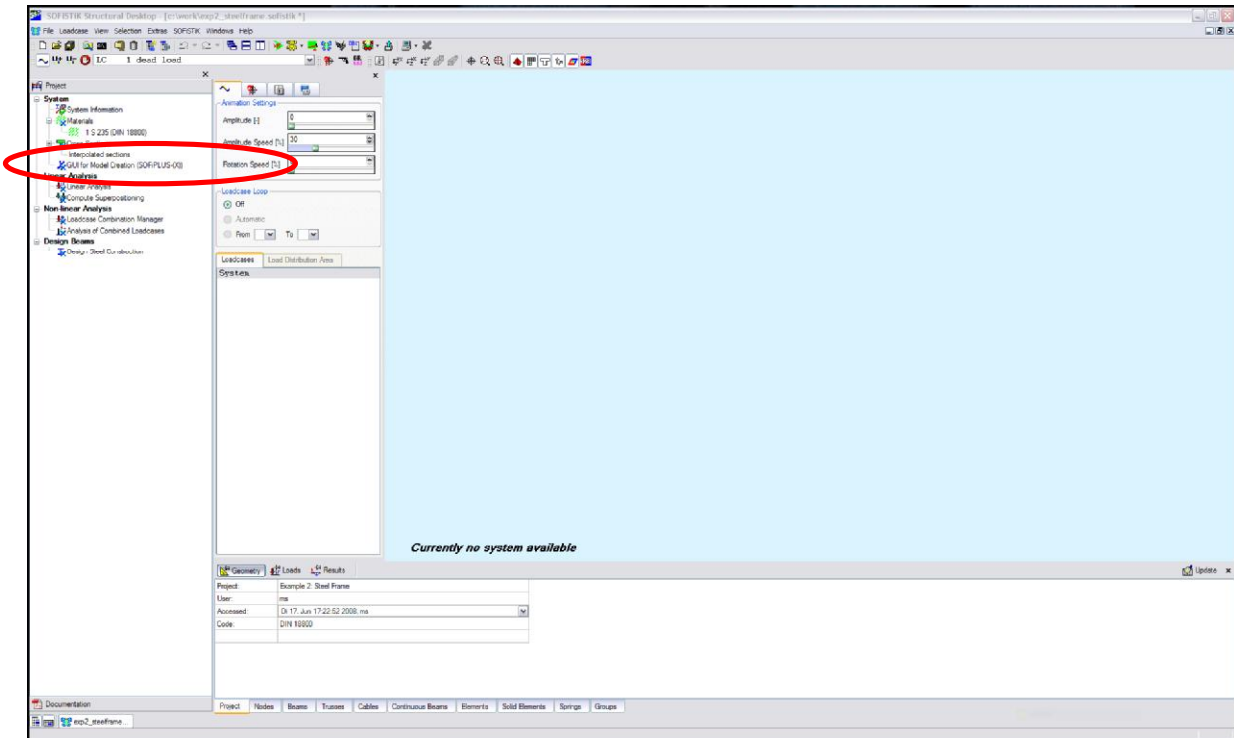 SOFiSTiK Structural Desktop - [c:\work\exp2_steelframe.sofistik *]
File Loadcase View Selection Extras SOFiSTiK Windows Help
LC 1 dead load
Project
System
System Information
Materials
1 S 235 (DIN 18800)
Interpolated sections
GUI for Model Creation (SOFiPLUS-00)
Linear Analysis
Linear Analysis
Compute Superpositioning
Non-linear Analysis
Loadcase Combination Manager
Analysis of Combined Loadcases
Design Beams
Design Steel Construction
Documentation
exp2_steelframe...
Animation Settings
Amplitude [-] 0
Amplitude Speed [%] 30
Rotation Speed [%]
Loadcase Loop
Off
Automatic
From To
Loadcases Load Distribution Area
System
Currently no system available
Geometry Loads Results Update
Project: Example 2: Steel Frame
User: ms
Accessed: Di 17. Jun 17:22:52 2008, ms
Code: DIN 18800
Project Nodes Beams Trusses Cables Continuous Beams Elements Solid Elements Springs Groups